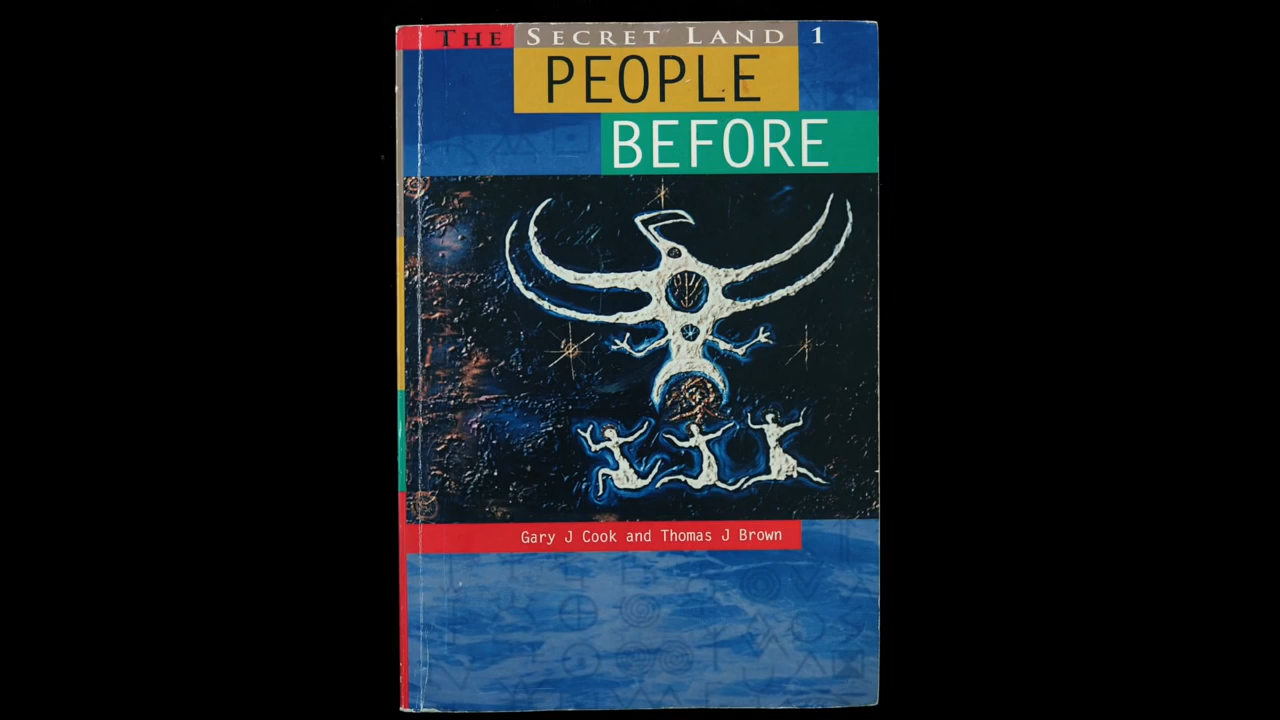 THE SECRET LAND 1
PEOPLE
BEFORE
Gary J Cook and Thomas J Brown